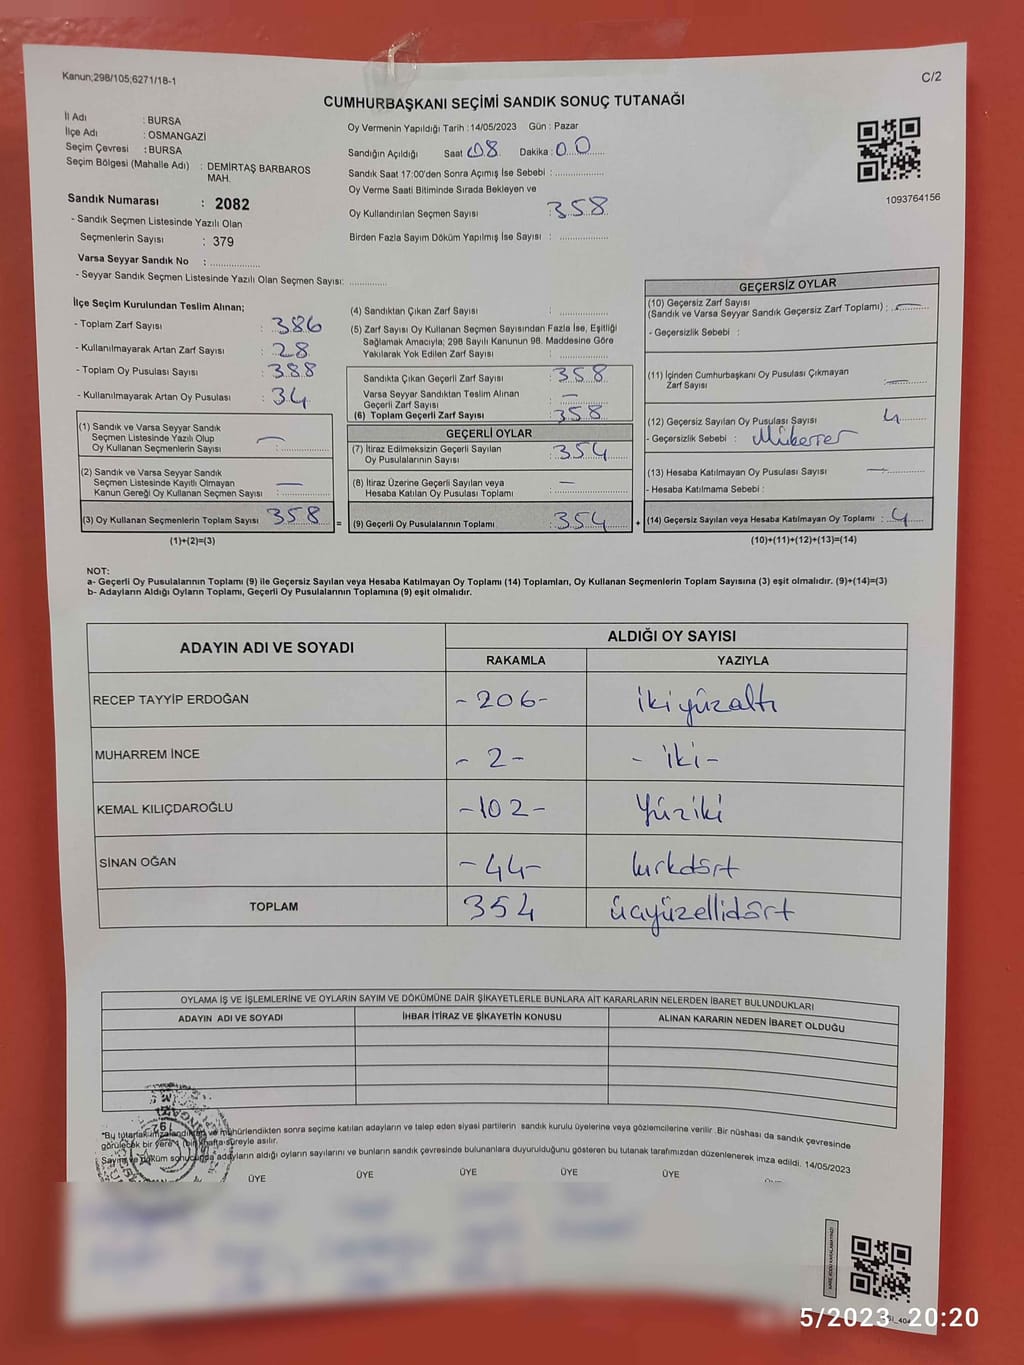 Kanun;298/105;6271/18-1
C/2
CUMHURBAŞKANI SEÇİMİ SANDIK SONUÇ TUTANAĞI
İl Adı : BURSA
İlçe Adı : OSMANGAZİ
Seçim Çevresi : BURSA
Seçim Bölgesi (Mahalle Adı) : DEMİRTAŞ BARBAROS
MAH.
Sandık Numarası : 2082
- Sandık Seçmen Listesinde Yazılı Olan
Seçmenlerin Sayısı : 379
Varsa Seyyar Sandık No : ..............
- Seyyar Sandık Seçmen Listesinde Yazılı Olan Seçmen Sayısı: ..............
Oy Vermenin Yapıldığı Tarih : 14/05/2023 Gün : Pazar
Sandığın Açıldığı Saat 08 Dakika : 00
Sandık Saat 17:00'den Sonra Açımış İse Sebebi : ..............
Oy Verme Saati Bitiminde Sırada Bekleyen ve
Oy Kullandırılan Seçmen Sayısı : 358
Birden Fazla Sayım Döküm Yapılmış İse Sayısı : ..............
1093764156
İlçe Seçim Kurulundan Teslim Alınan;
- Toplam Zarf Sayısı : 386
- Kullanılmayarak Artan Zarf Sayısı : 28
- Toplam Oy Pusulası Sayısı : 388
- Kullanılmayarak Artan Oy Pusulası : 34
(1) Sandık ve Varsa Seyyar Sandık
Seçmen Listesinde Yazılı Olup
Oy Kullanan Seçmenlerin Sayısı : —
(2) Sandık ve Varsa Seyyar Sandık
Seçmen Listesinde Kayıtlı Olmayan
Kanun Gereği Oy Kullanan Seçmen Sayısı : —
(3) Oy Kullanan Seçmenlerin Toplam Sayısı : 358 =
(1)+(2)=(3)
(4) Sandıktan Çıkan Zarf Sayısı : ..............
(5) Zarf Sayısı Oy Kullanan Seçmen Sayısından Fazla İse, Eşitliği
Sağlamak Amacıyla; 298 Sayılı Kanunun 98. Maddesine Göre
Yakılarak Yok Edilen Zarf Sayısı : ..............
Sandıkta Çıkan Geçerli Zarf Sayısı : 358
Varsa Seyyar Sandıktan Teslim Alınan
Geçerli Zarf Sayısı : —
(6) Toplam Geçerli Zarf Sayısı : 358
GEÇERLİ OYLAR
(7) İtiraz Edilmeksizin Geçerli Sayılan
Oy Pusulalarının Sayısı : 354
(8) İtiraz Üzerine Geçerli Sayılan veya
Hesaba Katılan Oy Pusulası Toplamı : —
(9) Geçerli Oy Pusulalarının Toplamı : 354 +
GEÇERSİZ OYLAR
(10) Geçersiz Zarf Sayısı
(Sandık ve Varsa Seyyar Sandık Geçersiz Zarf Toplamı) : —
- Geçersizlik Sebebi :
(11) İçinden Cumhurbaşkanı Oy Pusulası Çıkmayan
Zarf Sayısı : —
(12) Geçersiz Sayılan Oy Pusulası Sayısı : 4
- Geçersizlik Sebebi : Mükerrer
(13) Hesaba Katılmayan Oy Pusulası Sayısı : —
- Hesaba Katılmama Sebebi :
(14) Geçersiz Sayılan veya Hesaba Katılmayan Oy Toplamı : 4
(10)+(11)+(12)+(13)=(14)
NOT:
a- Geçerli Oy Pusulalarının Toplamı (9) ile Geçersiz Sayılan veya Hesaba Katılmayan Oy Toplamı (14) Toplamları, Oy Kullanan Seçmenlerin Toplam Sayısına (3) eşit olmalıdır. (9)+(14)=(3)
b- Adayların Aldığı Oyların Toplamı, Geçerli Oy Pusulalarının Toplamına (9) eşit olmalıdır.
ADAYIN ADI VE SOYADI ALDIĞI OY SAYISI
RAKAMLA YAZIYLA
RECEP TAYYİP ERDOĞAN -206- ikiyüzaltı
MUHARREM İNCE -2- -iki-
KEMAL KILIÇDAROĞLU -102- Yüziki
SİNAN OĞAN -44- kırkdört
TOPLAM 354 üçyüzellidört
OYLAMA İŞ VE İŞLEMLERİNE VE OYLARIN SAYIM VE DÖKÜMÜNE DAİR ŞİKAYETLERLE BUNLARA AİT KARARLARIN NELERDEN İBARET BULUNDUKLARI
ADAYIN ADI VE SOYADI İHBAR İTİRAZ VE ŞİKAYETİN KONUSU ALINAN KARARIN NEDEN İBARET OLDUĞU
"Bu tutanak imzalandıktan ve mühürlendikten sonra seçime katılan adayların ve talep eden siyasi partilerin sandık kurulu üyelerine veya gözlemcilerine verilir. Bir nüshası da sandık çevresinde
görülecek bir yere 1 (bir) hafta süreyle asılır.
Sayım ve döküm sonucunda adayların aldığı oyların sayılarını ve bunların sandık çevresinde bulunanlara duyurulduğunu gösteren bu tutanak tarafımızdan düzenlenerek imza edildi. 14/05/2023
ÜYE ÜYE ÜYE ÜYE ÜYE
5/2023 20:20